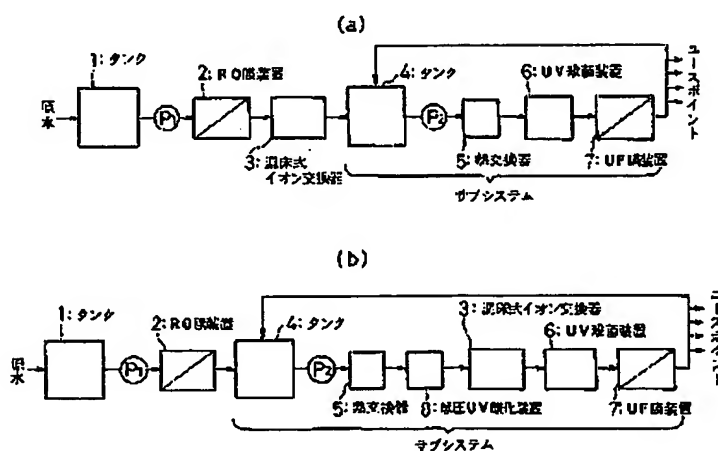 (a)
1:タンク
2:RO膜装置
4:タンク
6:UV殺菌装置
ユースポイント
原水
P1
P2
3:混床式
イオン交換器
5:熱交換器
7:UF膜装置
サブシステム
(b)
1:タンク
2:RO膜装置
4:タンク
3:混床式イオン交換器
6:UV殺菌装置
ユースポイント
原水
P1
P2
5:熱交換器
8:低圧UV酸化装置
7:UF膜装置
サブシステム